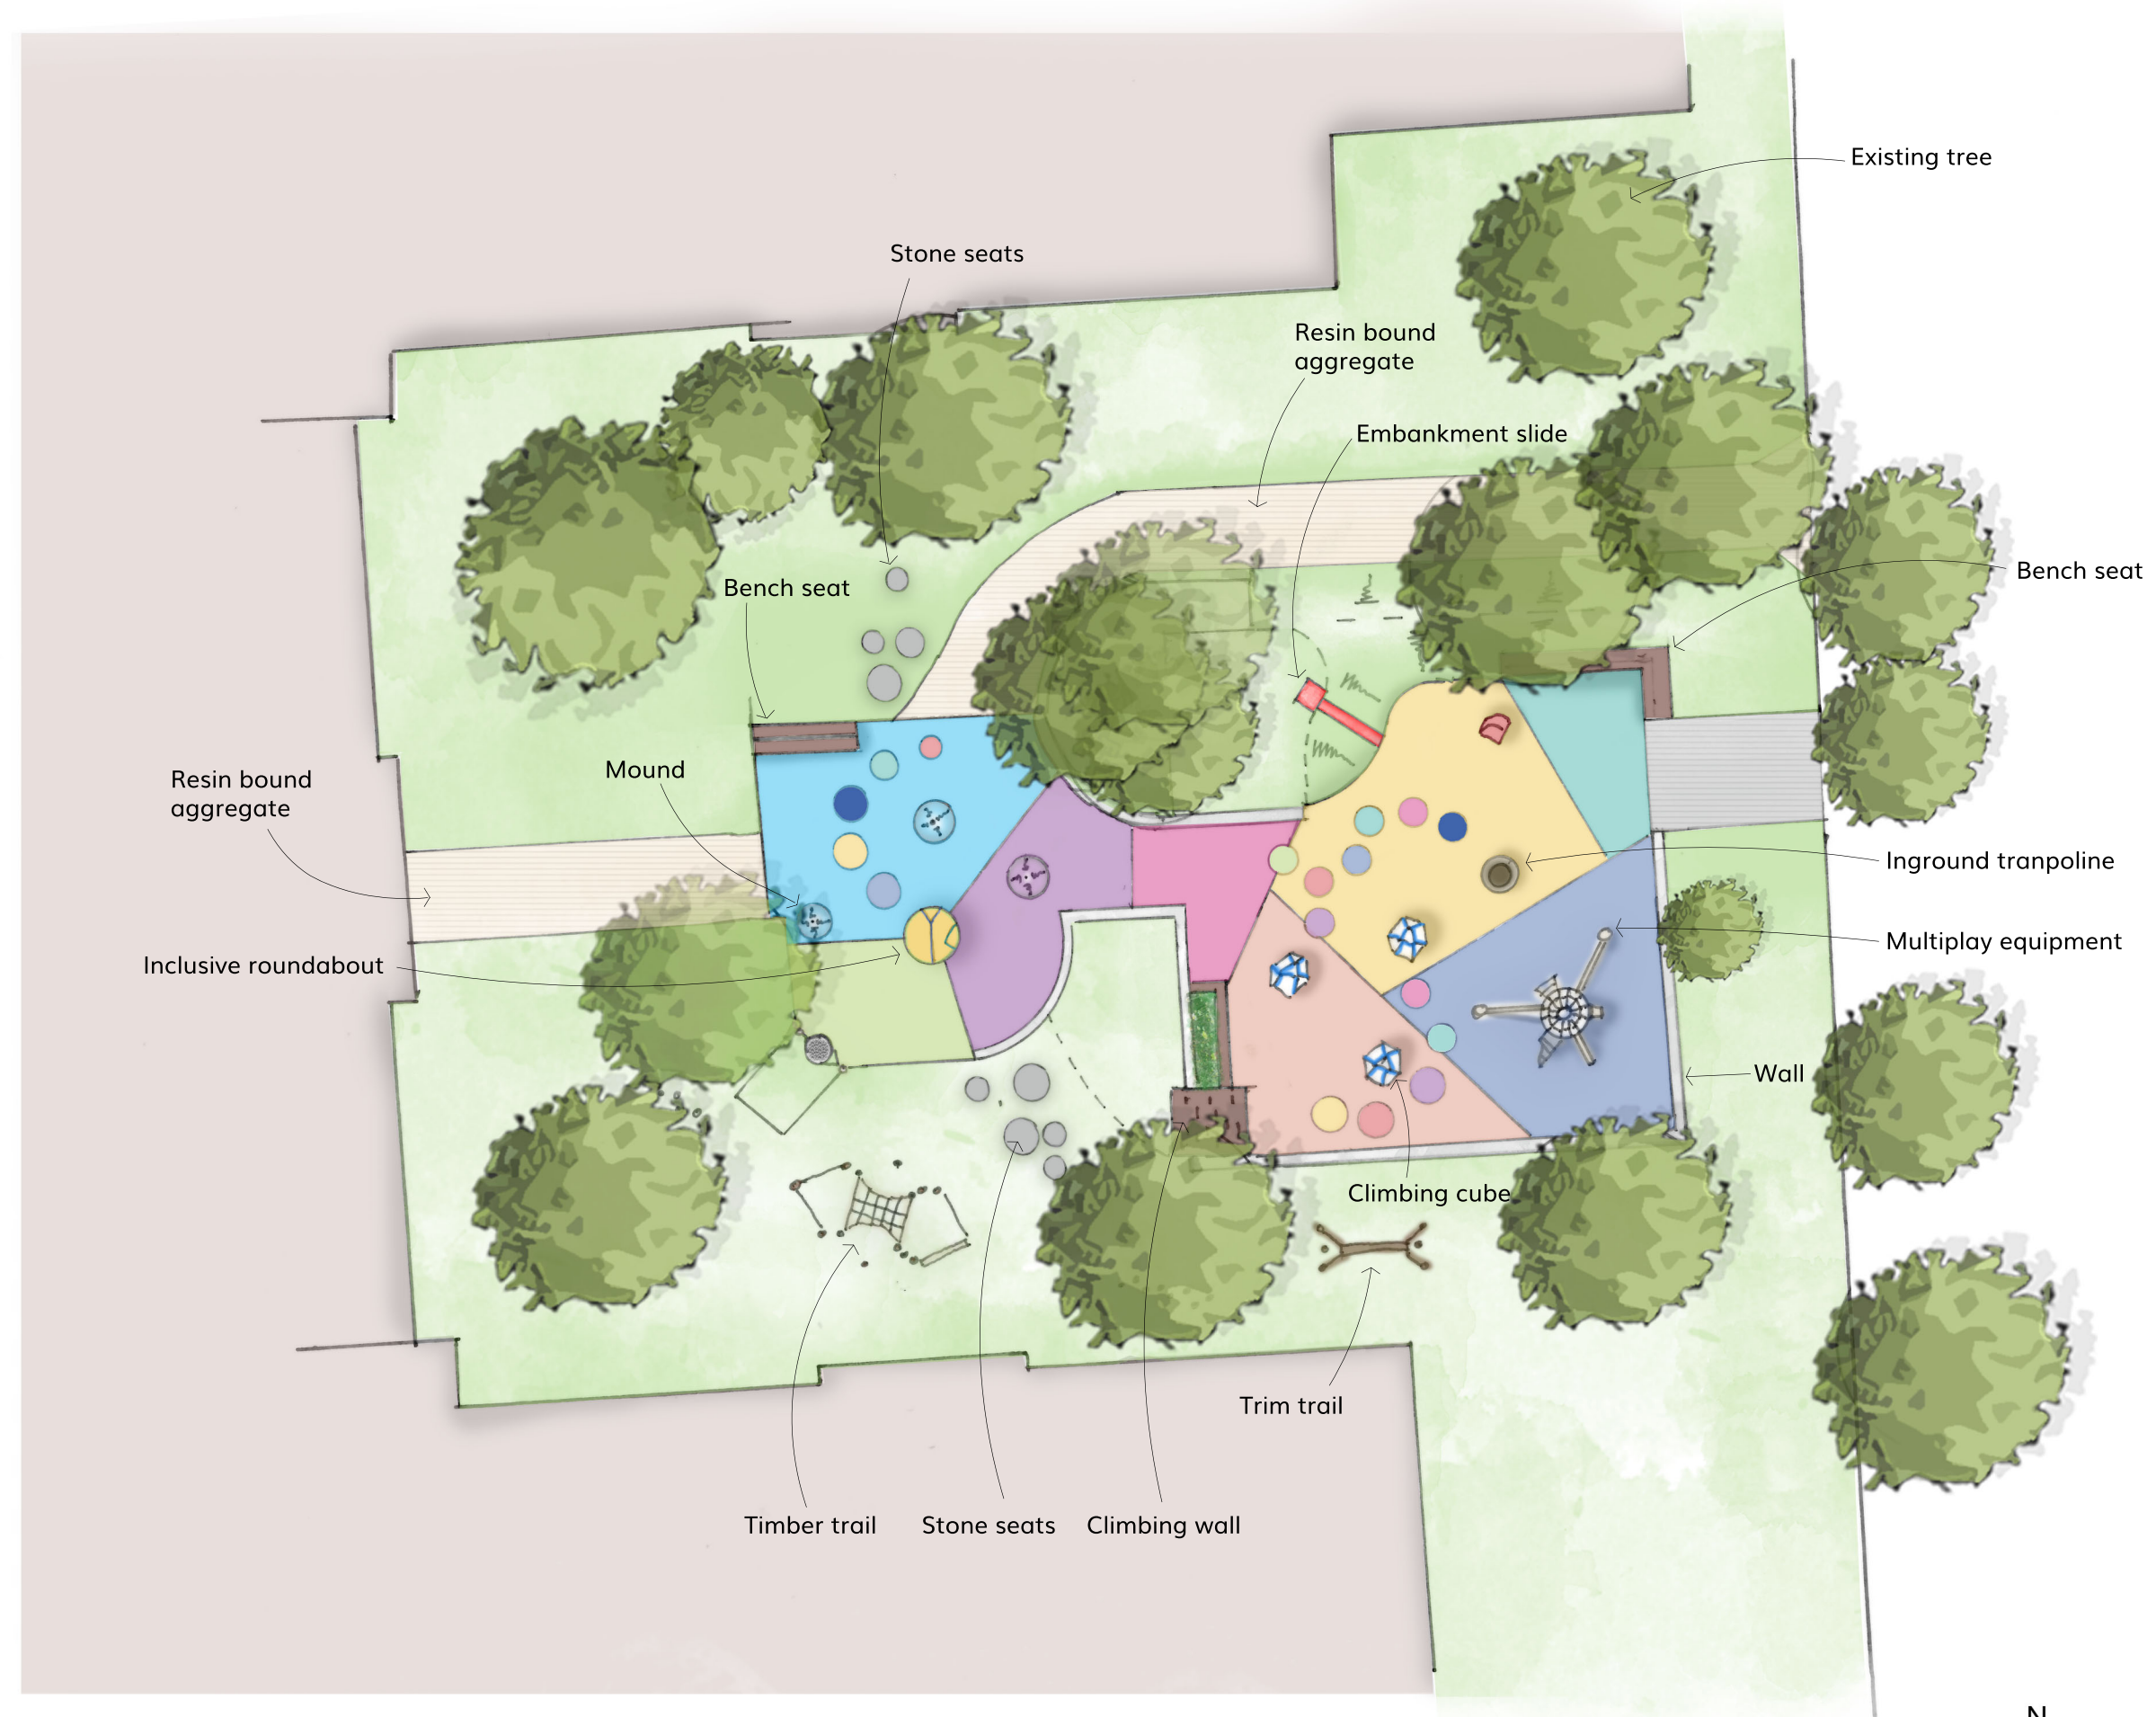 Existing tree
Stone seats
Resin bound
aggregate
Embankment slide
Bench seat
Bench seat
Mound
Resin bound
aggregate
Inground tranpoline
Multiplay equipment
Inclusive roundabout
Wall
Climbing cube
Trim trail
Timber trail
Stone seats
Climbing wall
N